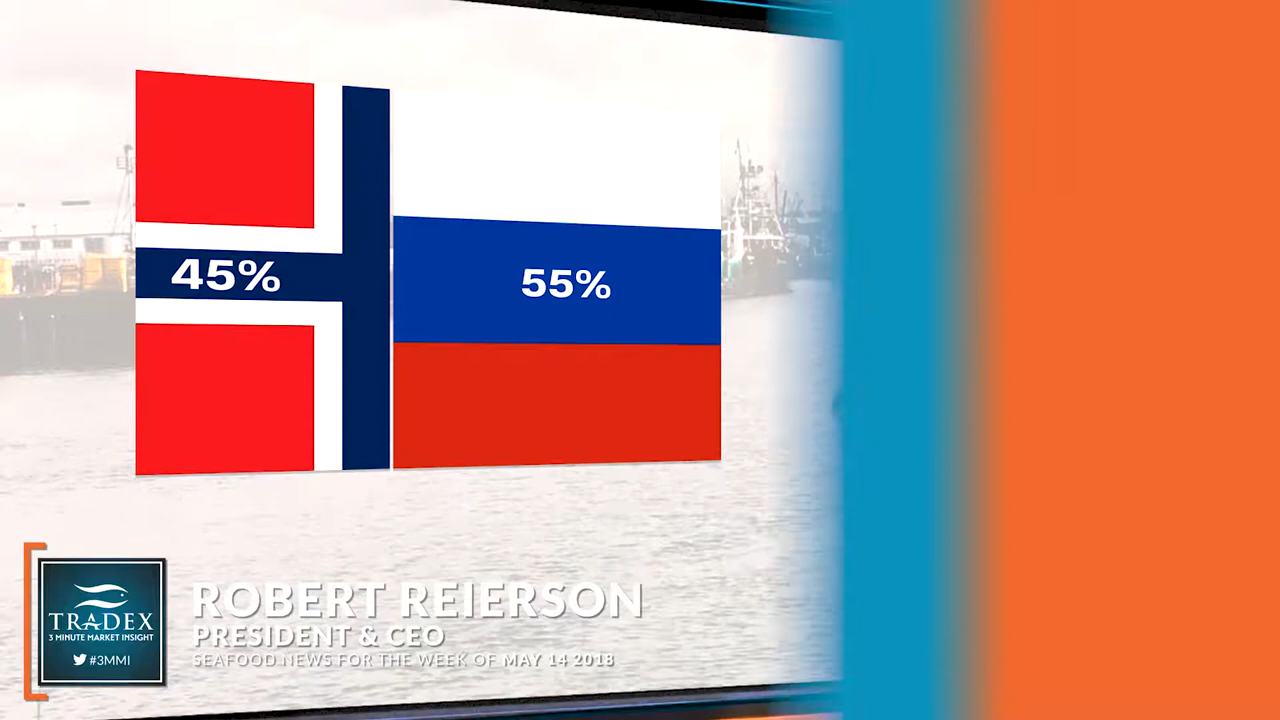 45%
55%
TRADEX
3 MINUTE MARKET INSIGHT
#3MMI
ROBERT REIERSON
PRESIDENT & CEO
SEAFOOD NEWS FOR THE WEEK OF MAY 14 2018